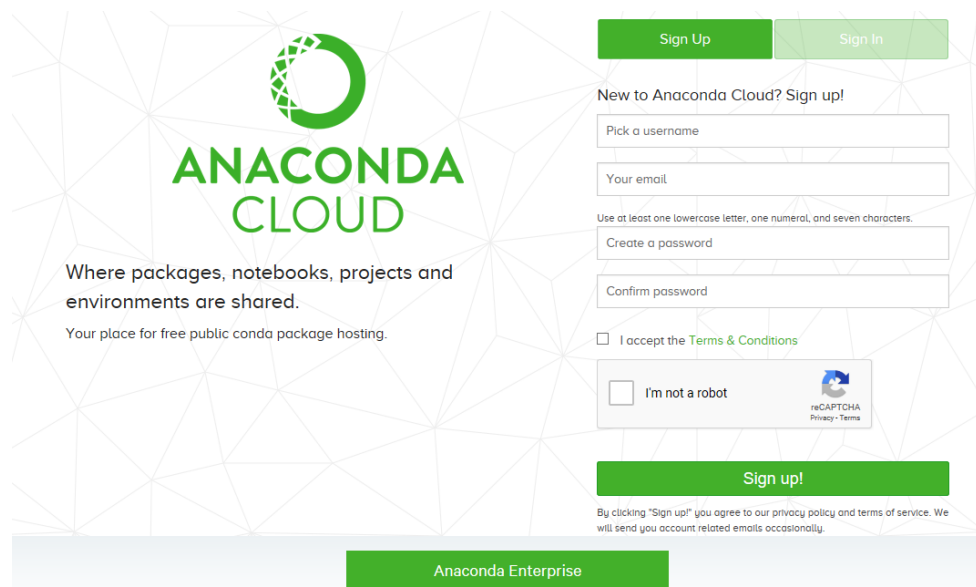 Sign Up
Sign In
ANACONDA
CLOUD
Where packages, notebooks, projects and
environments are shared.
Your place for free public conda package hosting.
New to Anaconda Cloud? Sign up!
Pick a username
Your email
Use at least one lowercase letter, one numeral, and seven characters.
Create a password
Confirm password
I accept the Terms & Conditions
I'm not a robot
reCAPTCHA
Privacy - Terms
Sign up!
By clicking "Sign up!" you agree to our privacy policy and terms of service. We
will send you account related emails occasionally.
Anaconda Enterprise